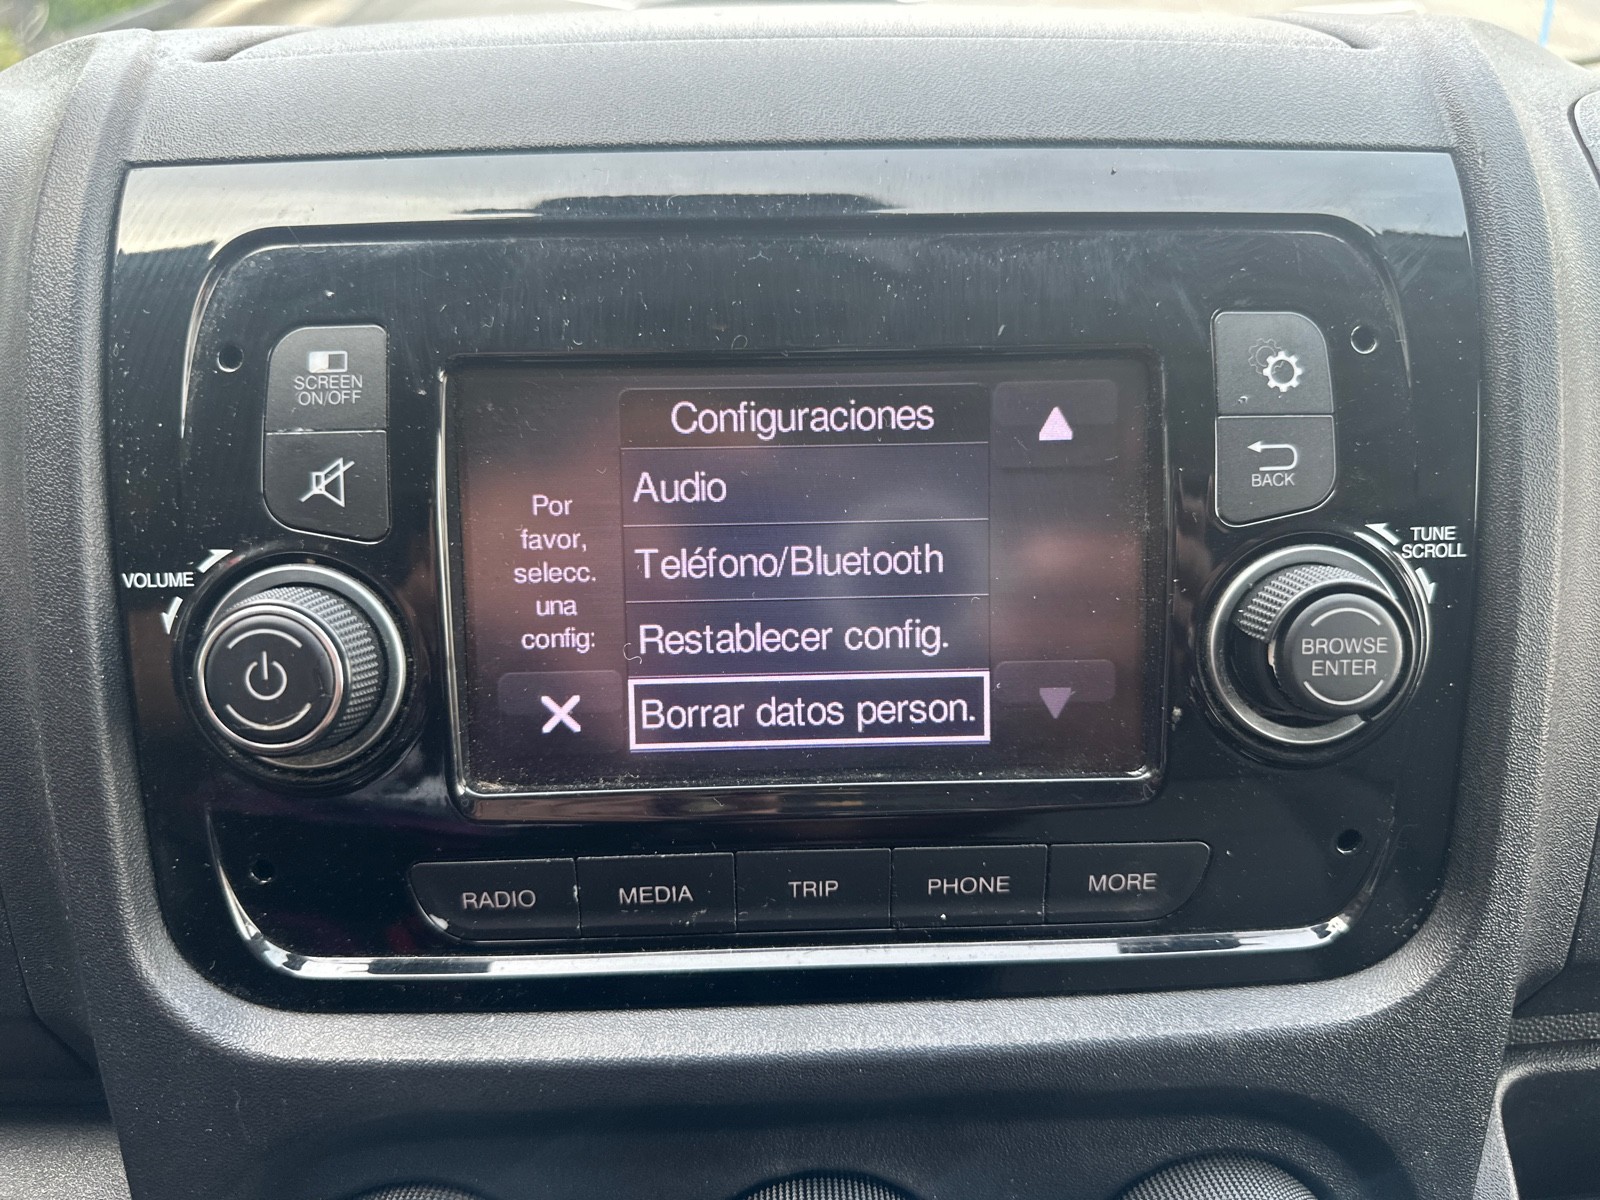 SCREEN
ON/OFF
VOLUME
Configuraciones
Audio
Teléfono/Bluetooth
Restablecer config.
Borrar datos person.
Por
favor,
selecc.
una
config:
BACK
TUNE
SCROLL
BROWSE
ENTER
RADIO
MEDIA
TRIP
PHONE
MORE